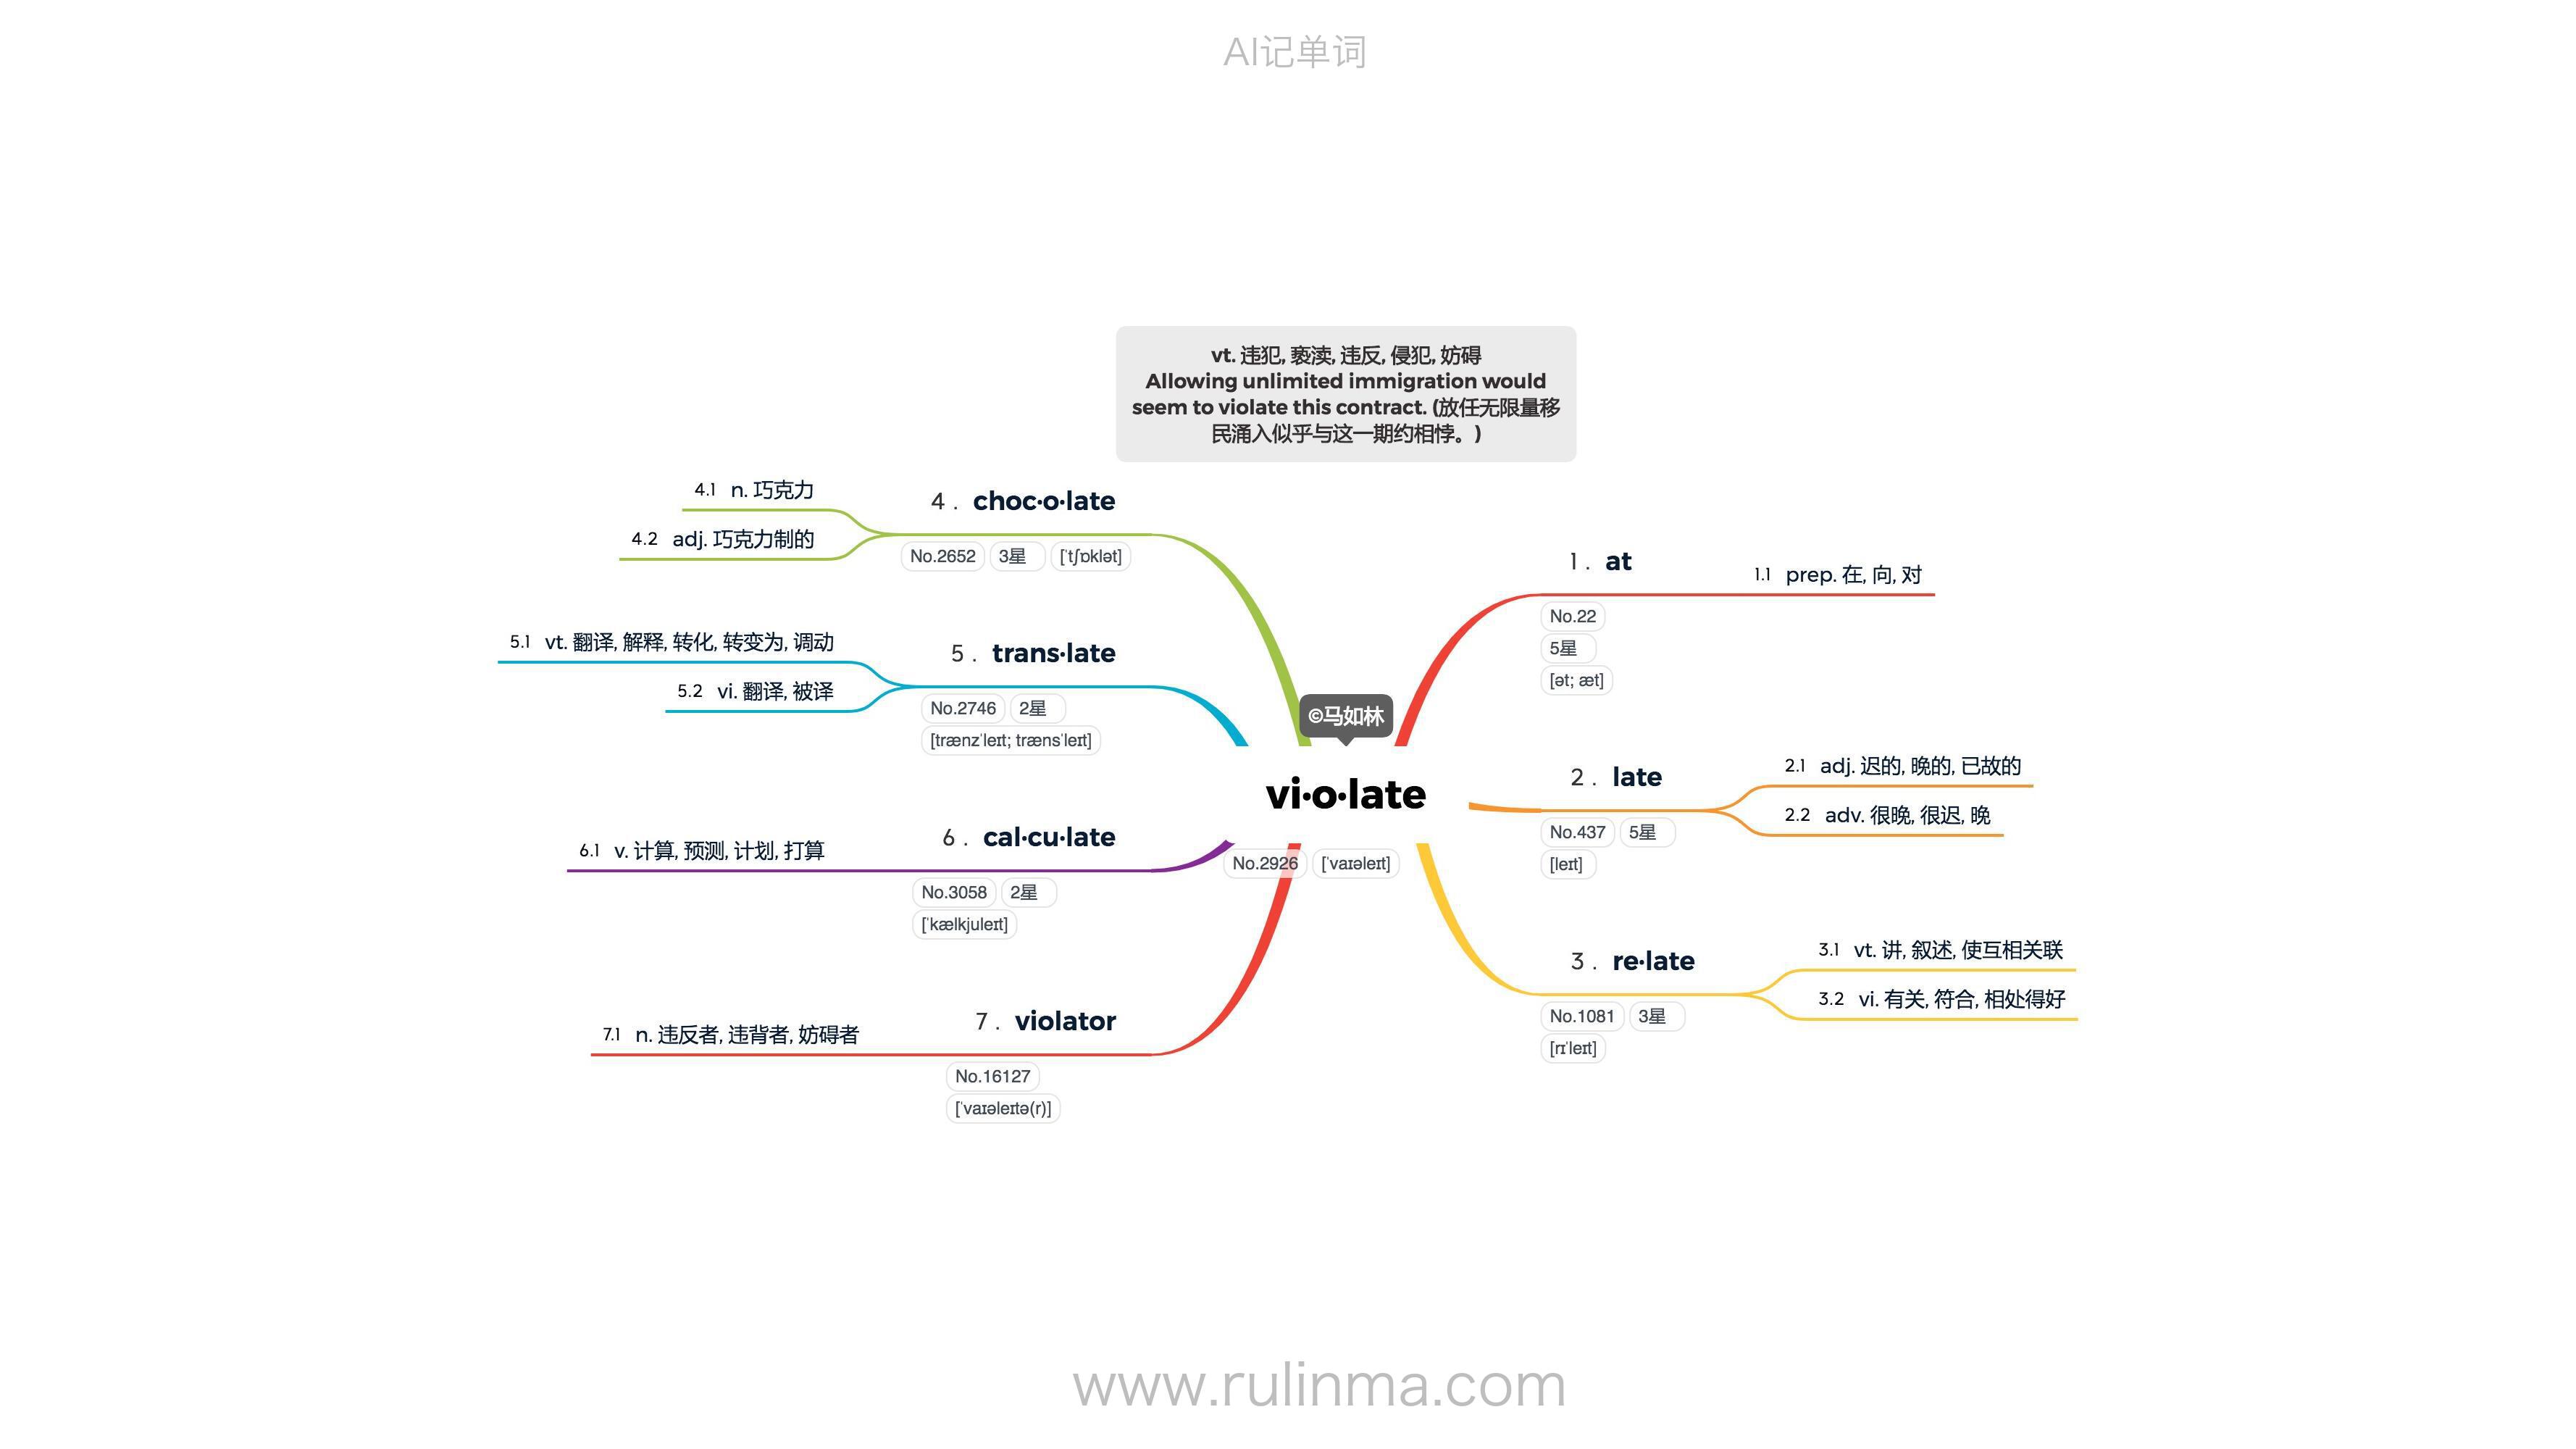 AI记单词
vt. 违犯, 亵渎, 违反, 侵犯, 妨碍
Allowing unlimited immigration would
seem to violate this contract. (放任无限量移
民涌入似乎与这一期约相悖。)
©马如林
vi·o·late
No.2926 [ˈvaɪəleɪt]
1 . at
No.22
5星
[ət; æt]
1.1 prep. 在, 向, 对
2 . late
No.437 5星
[leɪt]
2.1 adj. 迟的, 晚的, 已故的
2.2 adv. 很晚, 很迟, 晚
3 . re·late
No.1081 3星
[rɪˈleɪt]
3.1 vt. 讲, 叙述, 使互相关联
3.2 vi. 有关, 符合, 相处得好
4 . choc·o·late
No.2652 3星 [ˈtʃɒklət]
4.1 n. 巧克力
4.2 adj. 巧克力制的
5 . trans·late
No.2746 2星
[trænzˈleɪt; trænsˈleɪt]
5.1 vt. 翻译, 解释, 转化, 转变为, 调动
5.2 vi. 翻译, 被译
6 . cal·cu·late
No.3058 2星
[ˈkælkjuleɪt]
6.1 v. 计算, 预测, 计划, 打算
7 . violator
No.16127
[ˈvaɪəleɪtə(r)]
7.1 n. 违反者, 违背者, 妨碍者
www.rulinma.com